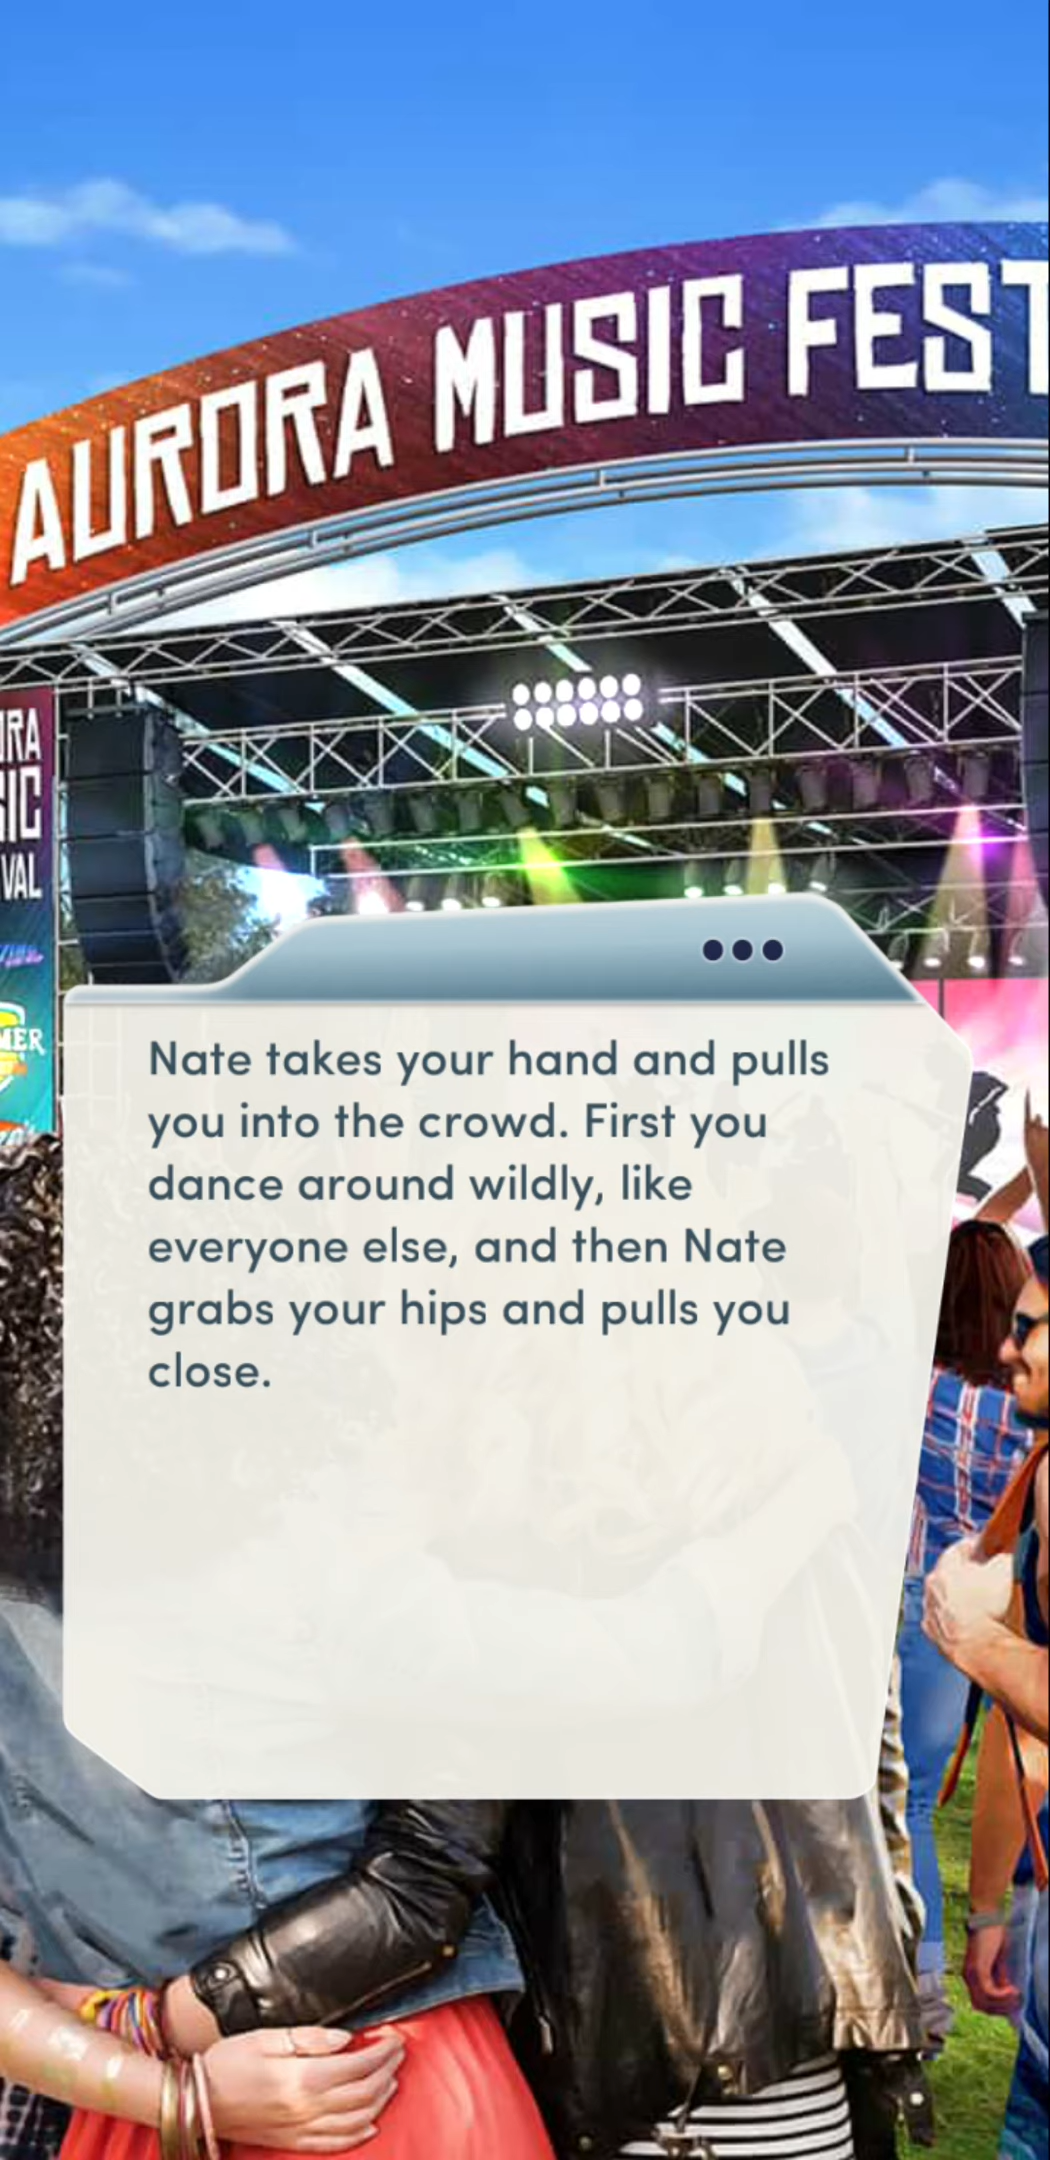 AURORA MUSIC FEST
Nate takes your hand and pulls
you into the crowd. First you
dance around wildly, like
everyone else, and then Nate
grabs your hips and pulls you
close.